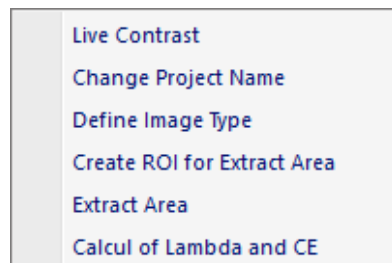 Live Contrast
Change Project Name
Define Image Type
Create ROI for Extract Area
Extract Area
Calcul of Lambda and CE